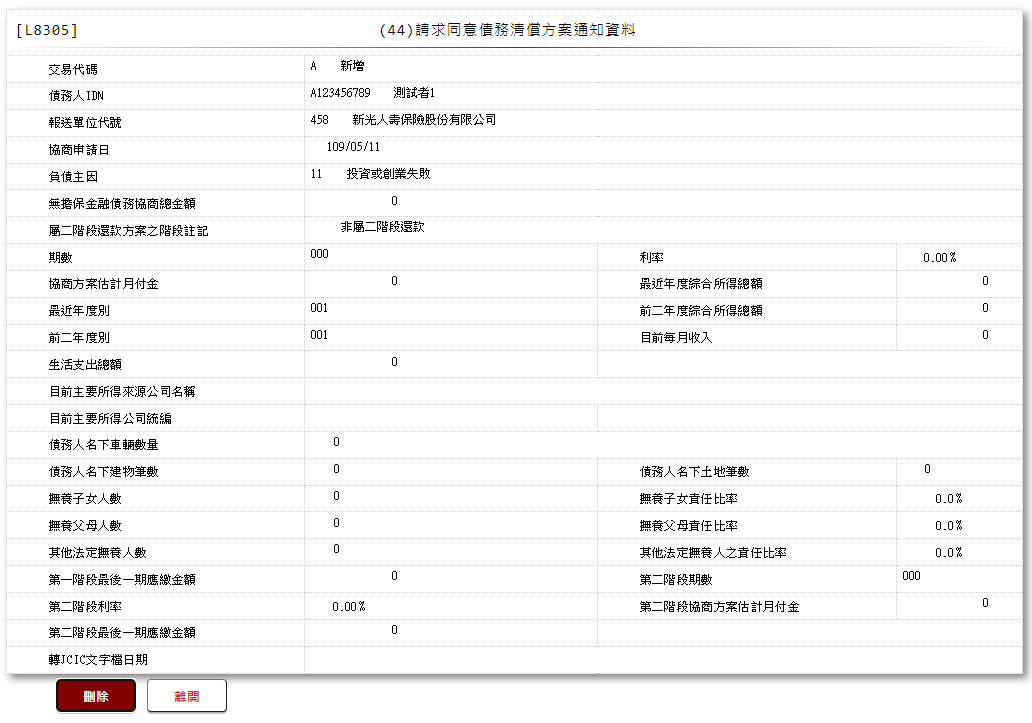 [L8305] (44)請求同意債務清償方案通知資料
交易代碼 A 新增
債務人IDN A123456789 測試者1
報送單位代號 458 新光人壽保險股份有限公司
協商申請日 109/05/11
負債主因 11 投資或創業失敗
無擔保金融債務協商總金額 0
屬二階段還款方案之階段註記 非屬二階段還款
期數 000 利率 0.00%
協商方案估計月付金 0 最近年度綜合所得總額 0
最近年度別 001 前二年度綜合所得總額 0
前二年度別 001 目前每月收入 0
生活支出總額 0
目前主要所得來源公司名稱
目前主要所得公司統編
債務人名下車輛數量 0
債務人名下建物筆數 0 債務人名下土地筆數 0
撫養子女人數 0 撫養子女責任比率 0.0%
撫養父母人數 0 撫養父母責任比率 0.0%
其他法定撫養人數 0 其他法定撫養人之責任比率 0.0%
第一階段最後一期應繳金額 0 第二階段期數 000
第二階段利率 0.00% 第二階段協商方案估計月付金 0
第二階段最後一期應繳金額 0
轉JCIC文字檔日期
刪除 離開